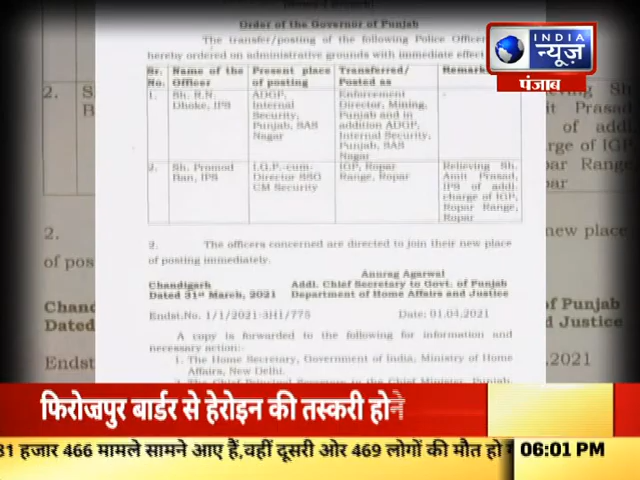 Order of the Governor of Punjab
The transfer/posting of the following Police Officer
hereby ordered on administrative grounds with immediate effect
Sr. No. Name of the Officer Present place of posting Transferred/ Posted as Remarks
1. Sh. R.N. Dhoke, IPS ADGP, Internal Security, Punjab, SAS Nagar Enforcement Director, Mining, Punjab and in addition ADGP, Internal Security, Punjab, SAS Nagar -
2. Sh. Promod Ban, IPS I.G.P-cum-Director SSG CM Security IGP, Ropar Range, Ropar Relieving Sh. Amit Prasad, IPS of addl. charge of IGP, Ropar Range, Ropar
2. The officers concerned are directed to join their new place
of posting immediately.
Anurag Agarwal
Chandigarh Addl. Chief Secretary to Govt. of Punjab
Dated 31st March, 2021 Department of Home Affairs and Justice
Endst.No. 1/1/2021-3H1/775 Date: 01.04.2021
A copy is forwarded to the following for information and
necessary action:-
1. The Home Secretary, Government of India, Ministry of Home
Affairs, New Delhi.
INDIA
न्यूज़
पंजाब
फिरोजपुर बार्डर से हेरोइन की तस्करी होने
81 हजार 466 मामले सामने आए हैं,वहीं दूसरी ओर 469 लोगों की मौत हो
06:01 PM